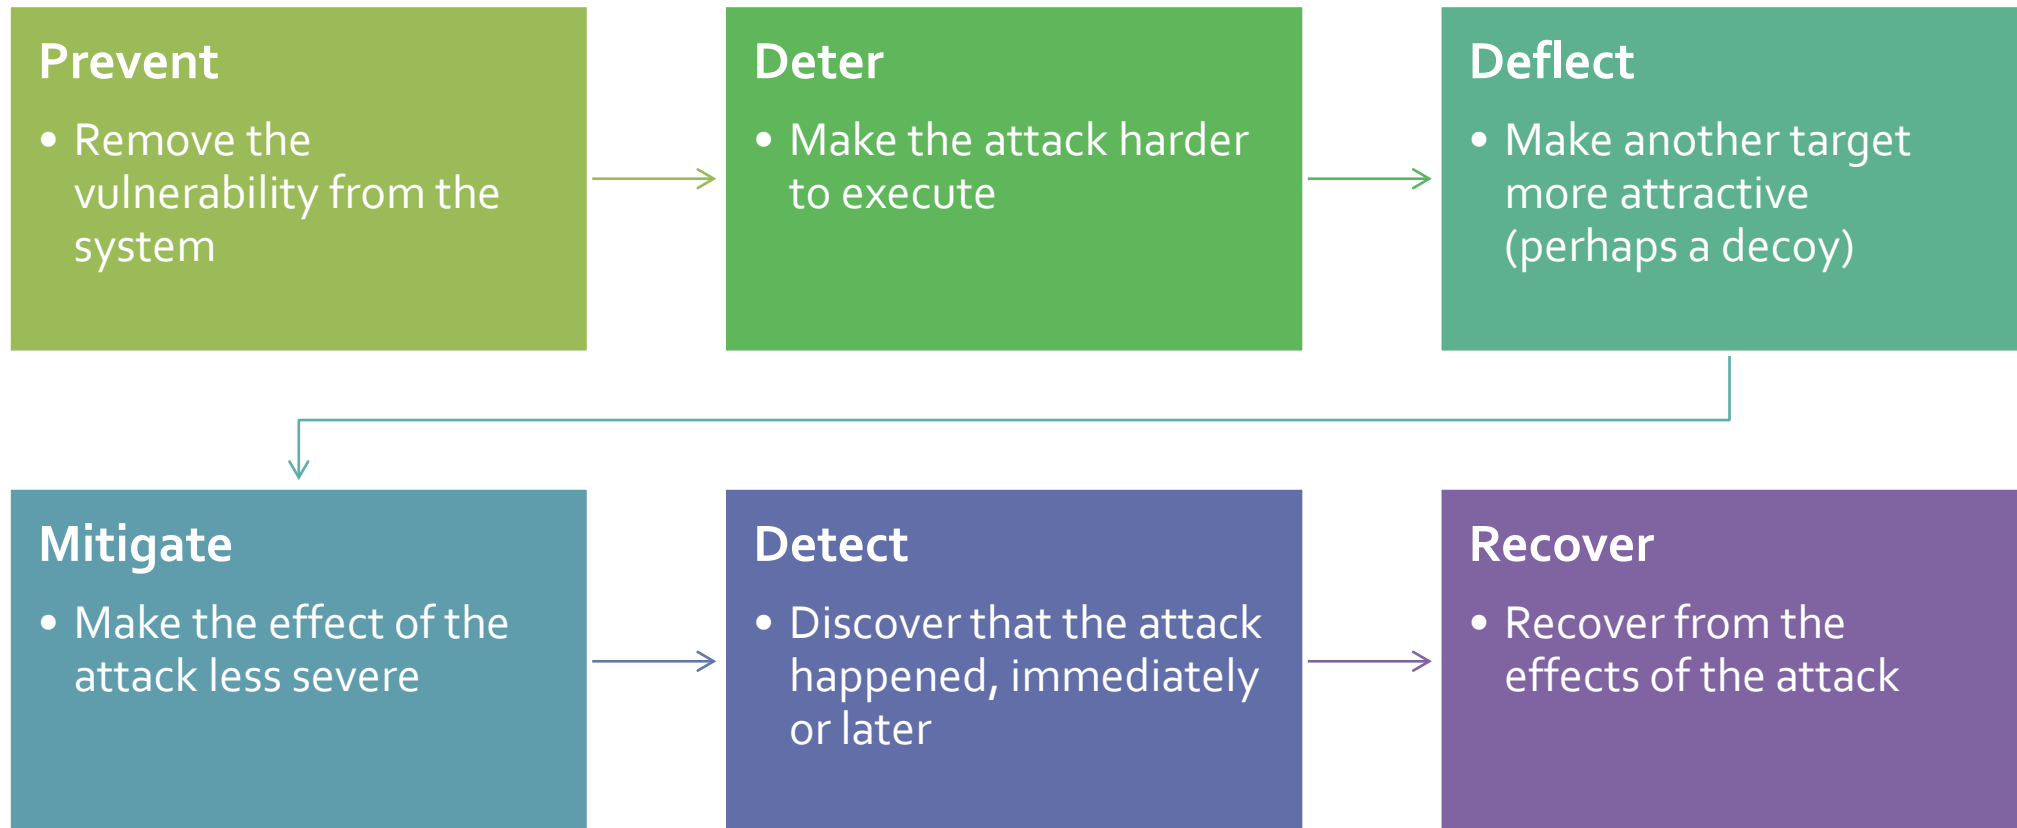 Prevent
• Remove the
vulnerability from the
system
Deter
• Make the attack harder
to execute
Deflect
• Make another target
more attractive
(perhaps a decoy)
Mitigate
• Make the effect of the
attack less severe
Detect
• Discover that the attack
happened, immediately
or later
Recover
• Recover from the
effects of the attack